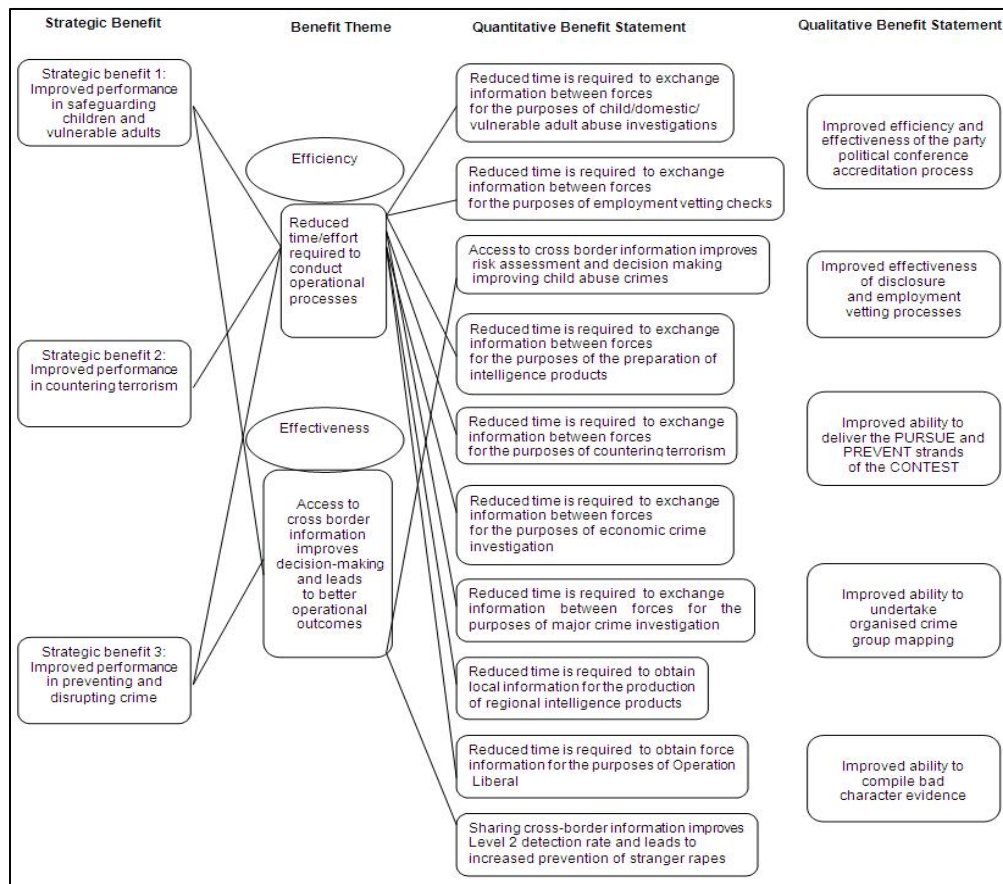 Strategic Benefit
Benefit Theme
Quantitative Benefit Statement
Qualitative Benefit Statement
Strategic benefit 1:
Improved performance
in safeguarding
children and
vulnerable adults
Strategic benefit 2:
Improved performance
in countering terrorism
Strategic benefit 3:
Improved performance
in preventing and
disrupting crime
Efficiency
Reduced
time/effort
required to
conduct
operational
processes
Effectiveness
Access to
cross border
information
improves
decision-making
and leads
to better
operational
outcomes
Reduced time is required to exchange
information between forces
for the purposes of child/domestic/
vulnerable adult abuse investigations
Reduced time is required to exchange
information between forces
for the purposes of employment vetting checks
Access to cross border information improves
risk assessment and decision making
improving child abuse crimes
Reduced time is required to exchange
information between forces
for the purposes of the preparation of
intelligence products
Reduced time is required to exchange
information between forces
for the purposes of countering terrorism
Reduced time is required to exchange
information between forces
for the purposes of economic crime
investigation
Reduced time is required to exchange
information between forces for the
purposes of major crime investigation
Reduced time is required to obtain
local information for the production
of regional intelligence products
Reduced time is required to obtain force
information for the purposes of Operation
Liberal
Sharing cross-border information improves
Level 2 detection rate and leads to
increased prevention of stranger rapes
Improved efficiency and
effectiveness of the party
political conference
accreditation process
Improved effectiveness
of disclosure
and employment
vetting processes
Improved ability to
deliver the PURSUE and
PREVENT strands
of the CONTEST
Improved ability to
undertake
organised crime
group mapping
Improved ability to
compile bad
character evidence